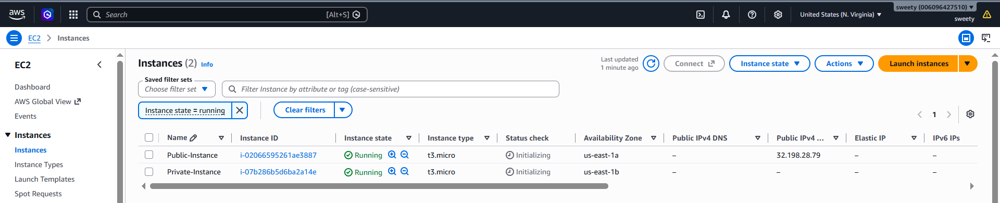 aws
Search
[Alt+S]
United States (N. Virginia)
sweety (006096427510)
sweety
EC2
Instances
EC2
Dashboard
AWS Global View
Events
Instances
Instances
Instance Types
Launch Templates
Spot Requests
Instances (2) Info
Last updated
1 minute ago
Connect
Instance state
Actions
Launch instances
Saved filter sets
Choose filter set
Filter Instance by attribute or tag (case-sensitive)
Instance state = running
Clear filters
1
Name Instance ID Instance state Instance type Status check Availability Zone Public IPv4 DNS Public IPv4 ... Elastic IP IPv6 IPs
Public-Instance i-02066595261ae3887 Running t3.micro Initializing us-east-1a – 32.198.28.79 – –
Private-Instance i-07b286b5d6ba2a14e Running t3.micro Initializing us-east-1b – – – –